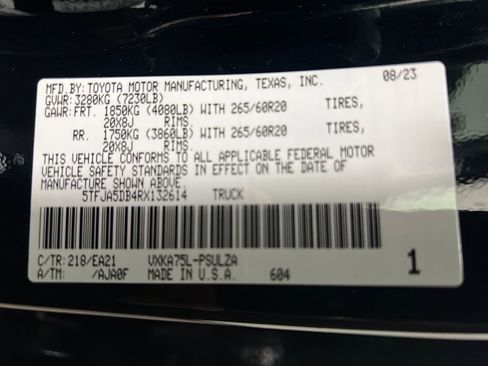 MFD. BY: TOYOTA MOTOR MANUFACTURING, TEXAS, INC. 08/23
GVWR: 3280KG (7230LB)
GAWR: FRT. 1850KG (4080LB) WITH 265/60R20 TIRES,
20X8J RIMS.
RR. 1750KG (3860LB) WITH 265/60R20 TIRES,
20X8J RIMS.
THIS VEHICLE CONFORMS TO ALL APPLICABLE FEDERAL MOTOR
VEHICLE SAFETY STANDARDS IN EFFECT ON THE DATE OF
MANUFACTURE SHOWN ABOVE.
5TFJA5DB4RX132614 TRUCK
C/TR: 218/EA21 VXKA75L-PSULZA
A/TM: /AJA0F MADE IN U.S.A. 604 1